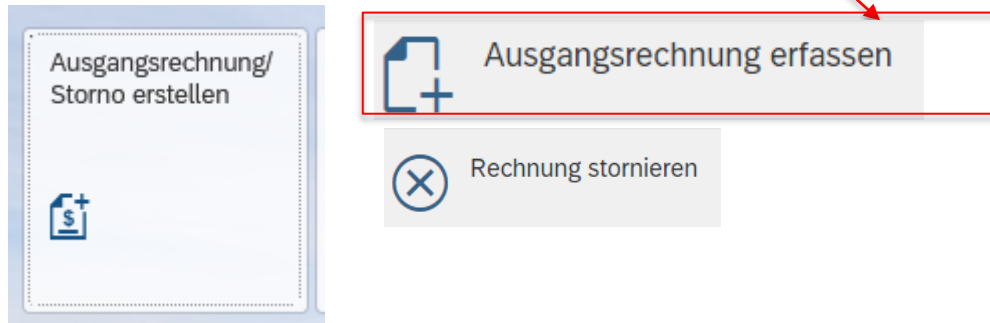 Ausgangsrechnung/
Storno erstellen
$
Ausgangsrechnung erfassen
Rechnung stornieren